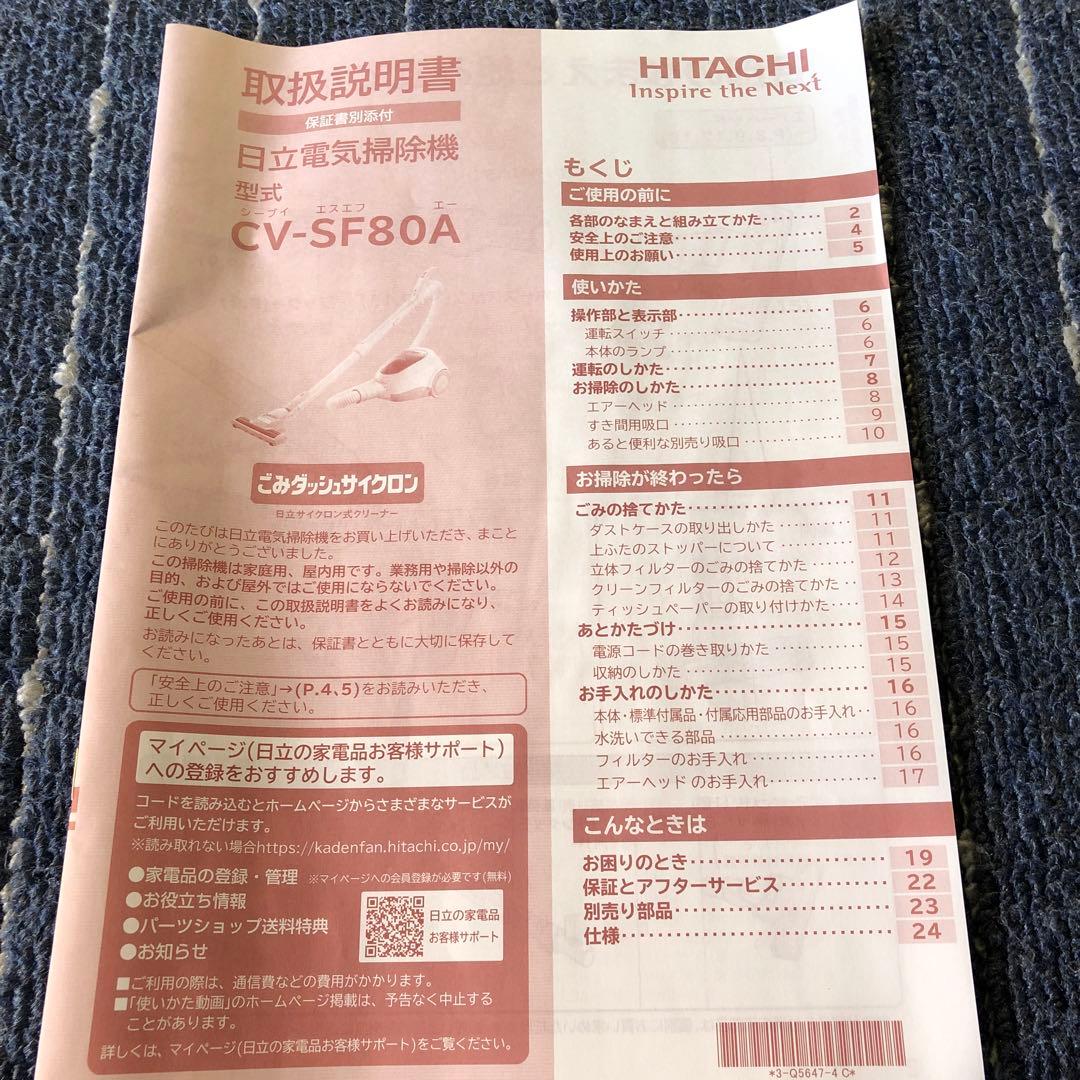 取扱説明書
保証書別添付
日立電気掃除機
型式
シーブイ エスエフ エー
CV-SF80A
ごみダッシュサイクロン
日立サイクロン式クリーナー
このたびは日立電気掃除機をお買い上げいただき、まこと
にありがとうございました。
この掃除機は家庭用、屋内用です。業務用や掃除以外の
目的、および屋外ではご使用にならないでください。
ご使用の前に、この取扱説明書をよくお読みになり、
正しくご使用ください。
お読みになったあとは、保証書とともに大切に保存して
ください。
「安全上のご注意」→(P.4、5)をお読みいただき、
正しくご使用ください。
マイページ(日立の家電品お客様サポート)
への登録をおすすめします。
コードを読み込むとホームページからさまざまなサービスが
ご利用いただけます。
※読み取れない場合https://kadenfan.hitachi.co.jp/my/
●家電品の登録・管理 ※マイページへの会員登録が必要です(無料)
●お役立ち情報
●パーツショップ送料特典
●お知らせ
日立の家電品
お客様サポート
■ご利用の際は、通信費などの費用がかかります。
■「使いかた動画」のホームページ掲載は、予告なく中止する
ことがあります。
詳しくは、マイページ(日立の家電品お客様サポート)をご覧ください。
HITACHI
Inspire the Next
もくじ
ご使用の前に
各部のなまえと組み立てかた········ 2
安全上のご注意···················· 4
使用上のお願い···················· 5
使いかた
操作部と表示部···················· 6
運転スイッチ···················· 6
本体のランプ···················· 6
運転のしかた···················· 7
お掃除のしかた···················· 8
エアーヘッド···················· 8
すき間用吸口···················· 9
あると便利な別売り吸口·········· 10
お掃除が終わったら
ごみの捨てかた···················· 11
ダストケースの取り出しかた·········· 11
上ふたのストッパーについて·········· 11
立体フィルターのごみの捨てかた······ 12
クリーンフィルターのごみの捨てかた·· 13
ティッシュペーパーの取り付けかた···· 14
あとかたづけ···················· 15
電源コードの巻き取りかた·········· 15
収納のしかた···················· 15
お手入れのしかた·················· 16
本体・標準付属品・付属応用部品のお手入れ·· 16
水洗いできる部品·················· 16
フィルターのお手入れ·············· 16
エアーヘッド のお手入れ············ 17
こんなときは
お困りのとき···················· 19
保証とアフターサービス············ 22
別売り部品···················· 23
仕様···················· 24
*3-Q5647-4 C*